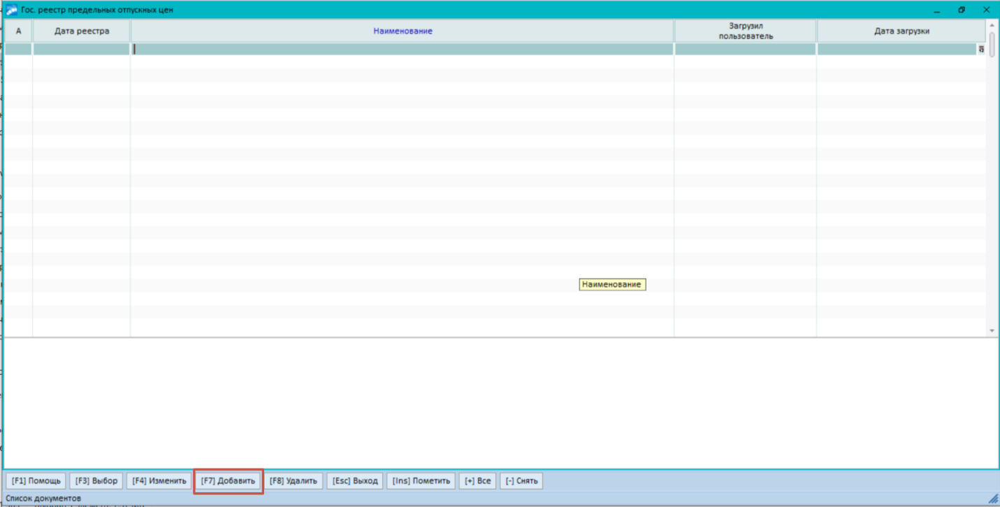 Гос. реестр предельных отпускных цен
А
Дата реестра
Наименование
Загрузил
пользователь
Дата загрузки
Наименование
[F1] Помощь [F3] Выбор [F4] Изменить [F7] Добавить [F8] Удалить [Esc] Выход [Ins] Пометить [+] Все [-] Снять
Список документов